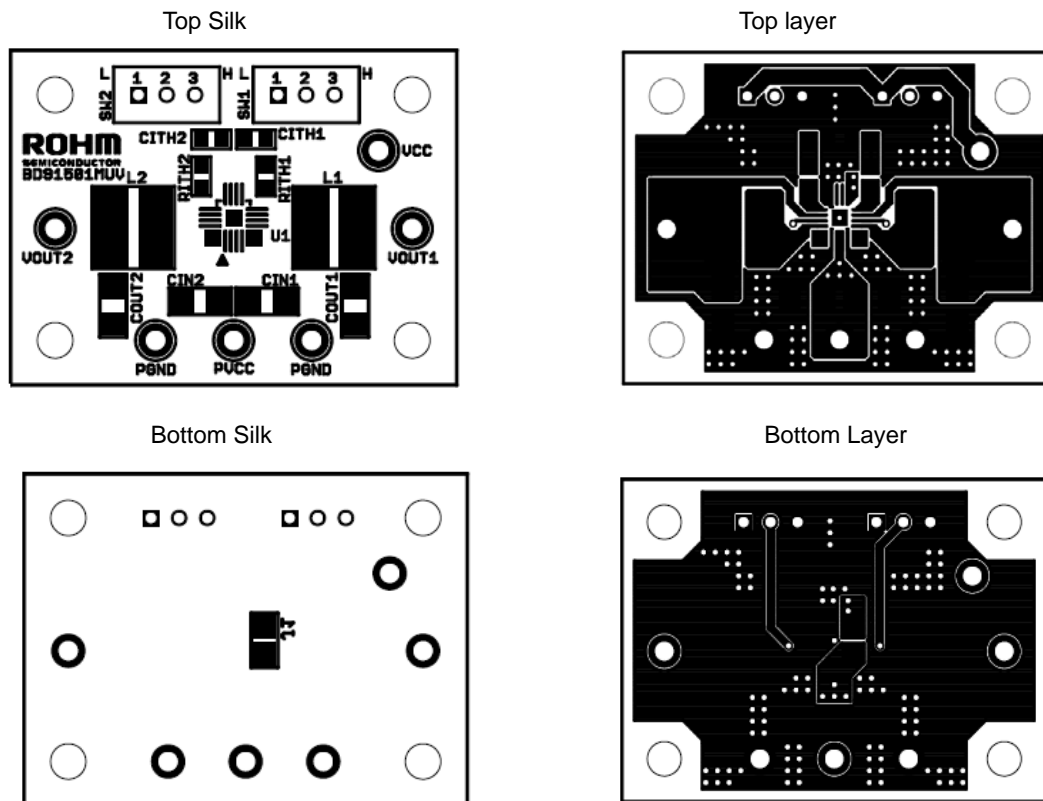 Top Silk
Top layer
L 1 2 3 H
SW2
L 1 2 3 H
SW1
CITH2
CITH1
ROHM
SEMICONDUCTOR
BD91501MUV
RITH2
RITH1
VCC
L2
L1
U1
VOUT2
VOUT1
COUT2
CIN2
CIN1
COUT1
PGND
PVCC
PGND
Bottom Silk
Bottom Layer